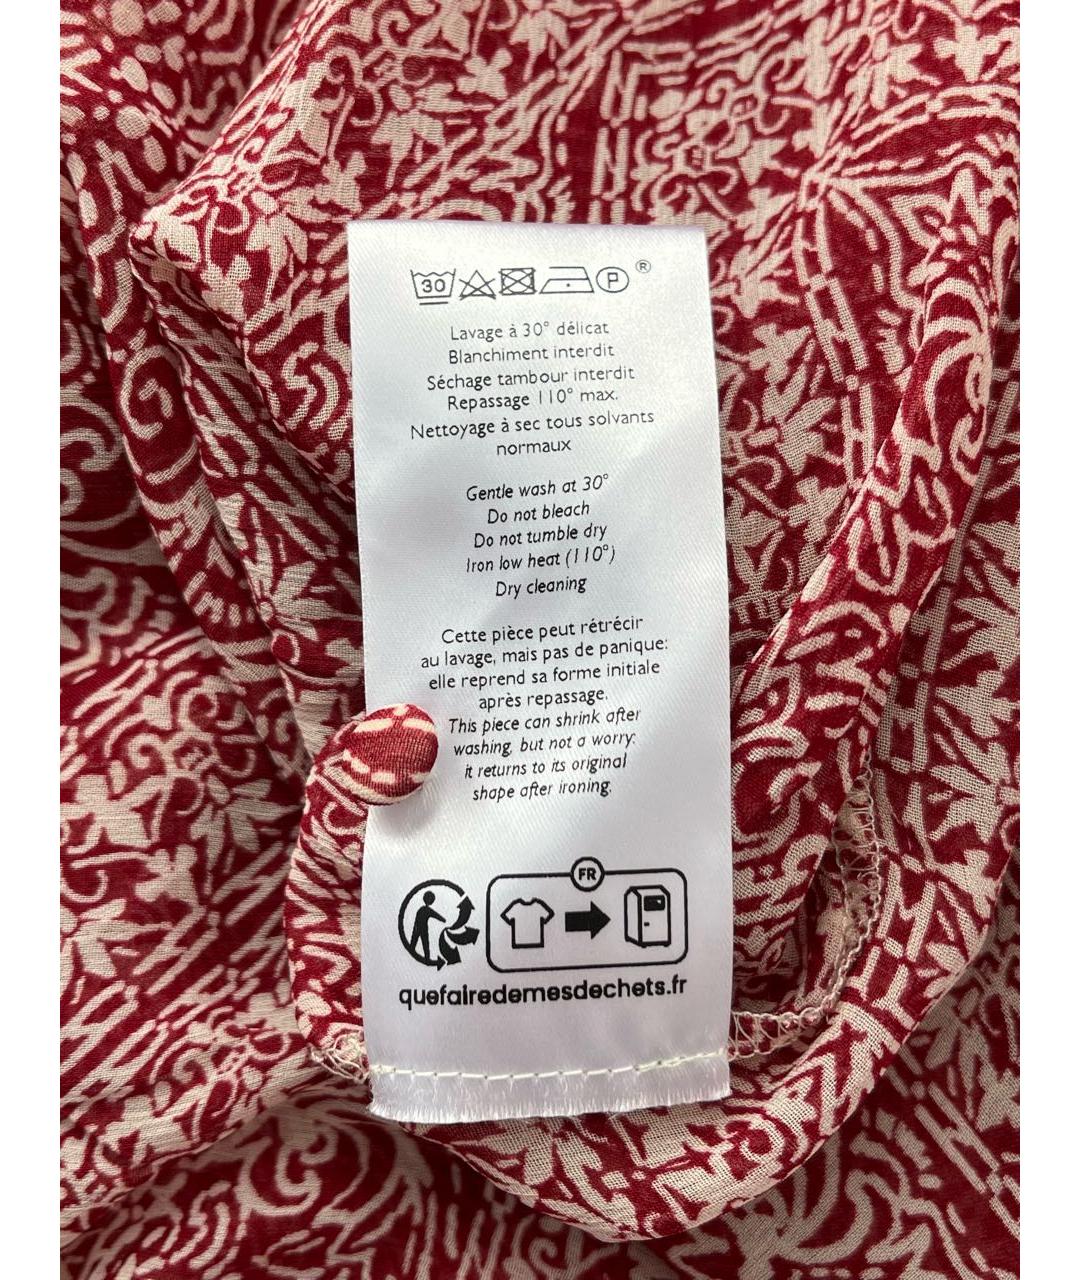 30 P ®
Lavage à 30° délicat
Blanchiment interdit
Séchage tambour interdit
Repassage 110° max.
Nettoyage à sec tous solvants
normaux
Gentle wash at 30°
Do not bleach
Do not tumble dry
Iron low heat (110°)
Dry cleaning
Cette pièce peut rétrécir
au lavage, mais pas de panique:
elle reprend sa forme initiale
après repassage.
This piece can shrink after
washing, but not a worry:
it returns to its original
shape after ironing.
FR
quefairedemesdechets.fr